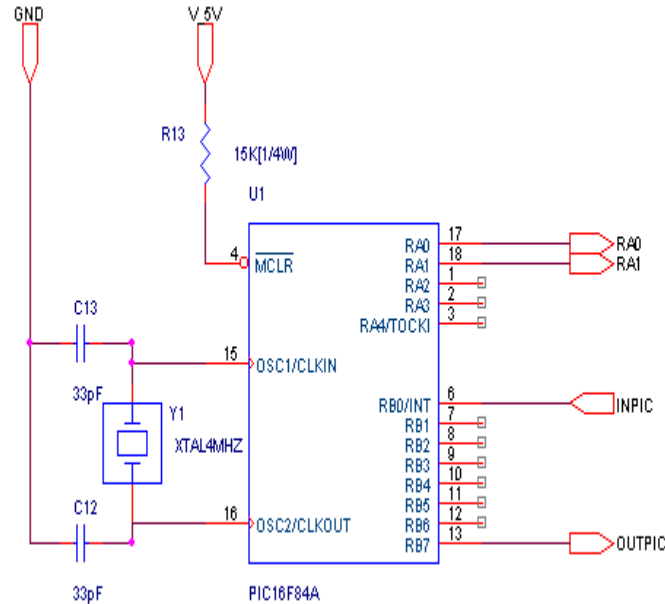 GND
V_5V
R13
15K[1/4W]
U1
4
MCLR
RA0
17
RA0
RA1
18
RA1
RA2
1
RA3
2
RA4/TOCKI
3
C13
33pF
15
OSC1/CLKIN
Y1
XTAL4MHZ
RB0/INT
6
INPIC
RB1
7
RB2
8
RB3
9
RB4
10
RB5
11
RB6
12
RB7
13
OUTPIC
C12
33pF
16
OSC2/CLKOUT
PIC16F84A